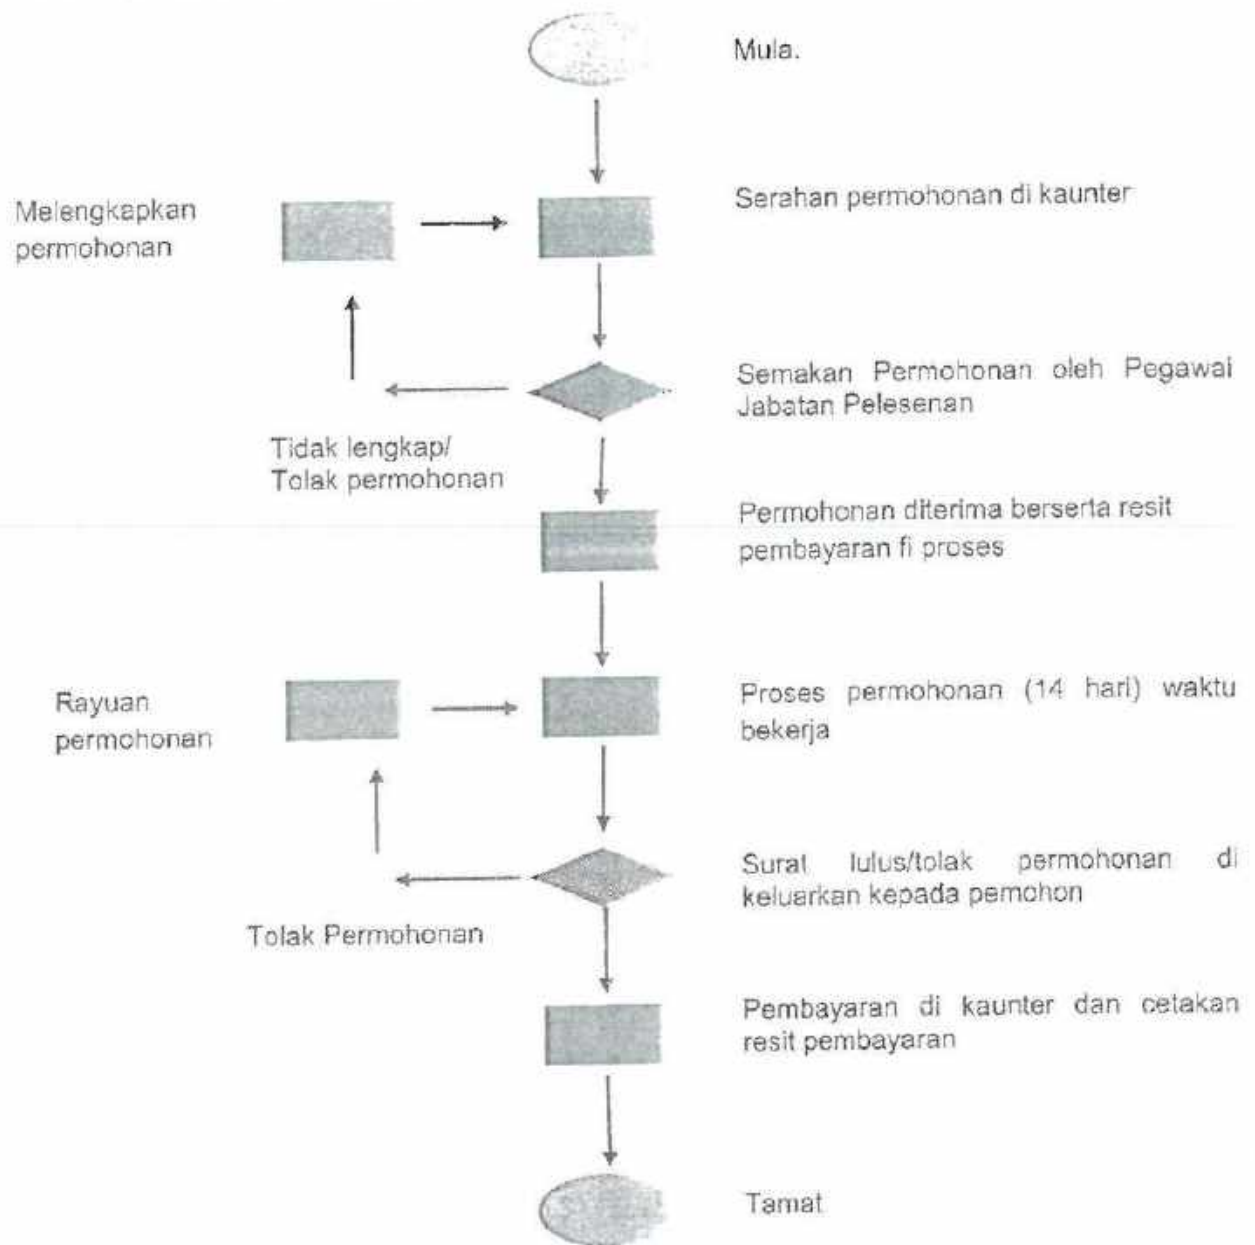 Mula.
Serahan permohonan di kaunter
Melengkapkan
permohonan
Semakan Permohonan oleh Pegawai
Jabatan Pelesenan
Tidak lengkap/
Tolak permohonan
Permohonan diterima berserta resit
pembayaran fi proses
Proses permohonan (14 hari) waktu
bekerja
Rayuan
permohonan
Surat lulus/tolak permohonan di
keluarkan kepada pemohon
Tolak Permohonan
Pembayaran di kaunter dan cetakan
resit pembayaran
Tamat